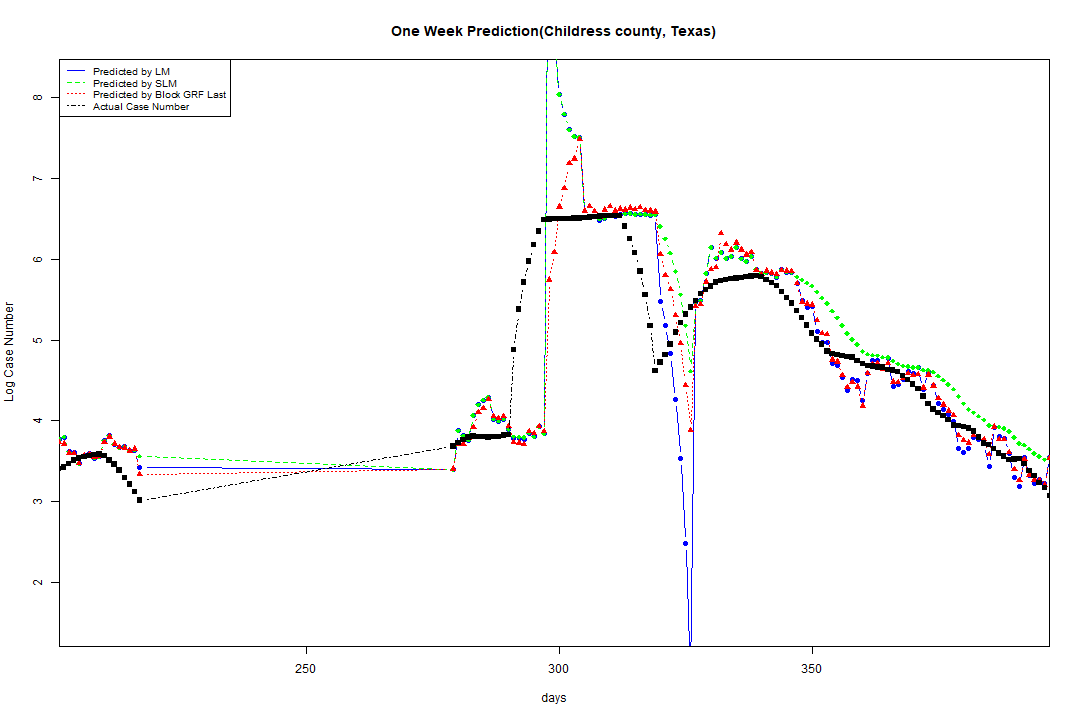 One Week Prediction(Childress county, Texas)
Predicted by LM
Predicted by SLM
Predicted by Block GRF Last
Actual Case Number
8
7
6
5
4
3
2
Log Case Number
250
300
350
days